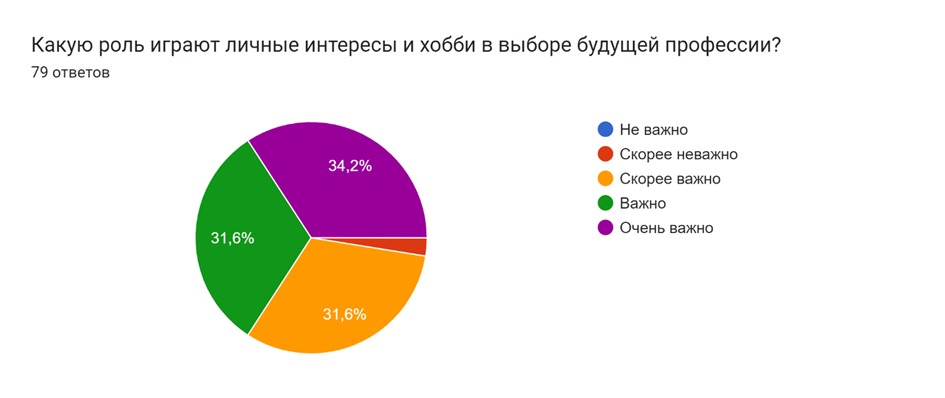 Какую роль играют личные интересы и хобби в выборе будущей профессии?
79 ответов
34,2%
31,6%
31,6%
Не важно
Скорее неважно
Скорее важно
Важно
Очень важно